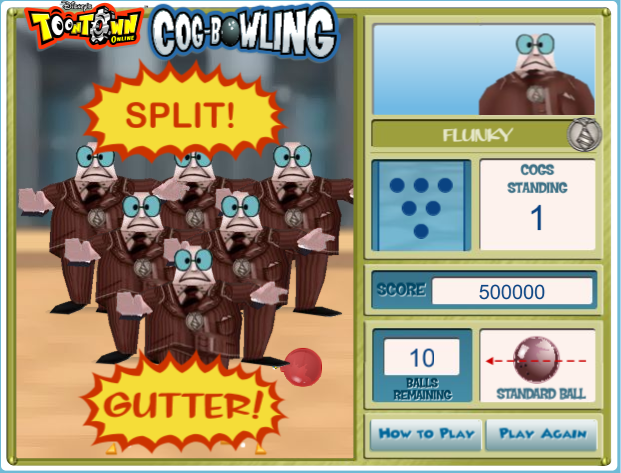 Disney's
TOONTOWN
ONLINE
COG-BOWLING
SPLIT!
GUTTER!
FLUNKY
COGS
STANDING
1
SCORE
500000
10
BALLS
REMAINING
STANDARD BALL
HOW TO PLAY
PLAY AGAIN